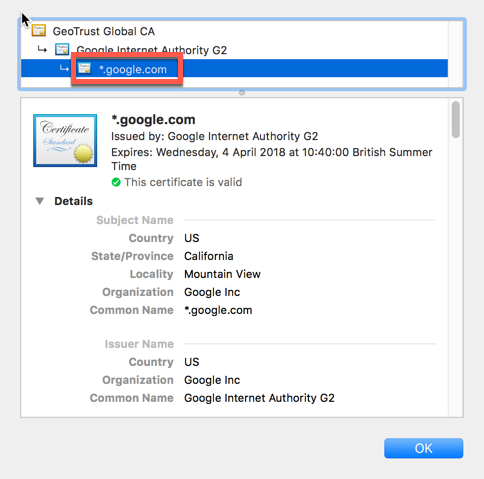 GeoTrust Global CA
Google Internet Authority G2
*.google.com
Certificate
Standard
*.google.com
Issued by: Google Internet Authority G2
Expires: Wednesday, 4 April 2018 at 10:40:00 British Summer
Time
This certificate is valid
Details
Subject Name
Country US
State/Province California
Locality Mountain View
Organization Google Inc
Common Name *.google.com
Issuer Name
Country US
Organization Google Inc
Common Name Google Internet Authority G2
OK